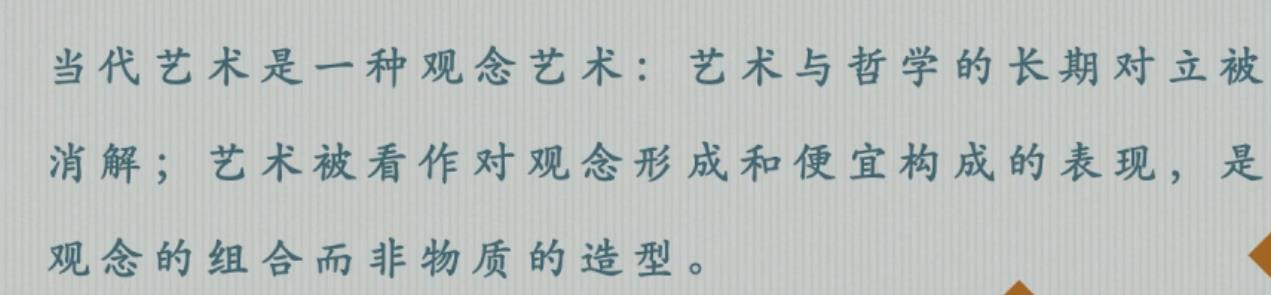 当代艺术是一种观念艺术：艺术与哲学的长期对立被
消解；艺术被看作对观念形成和便宜构成的表现，是
观念的组合而非物质的造型。